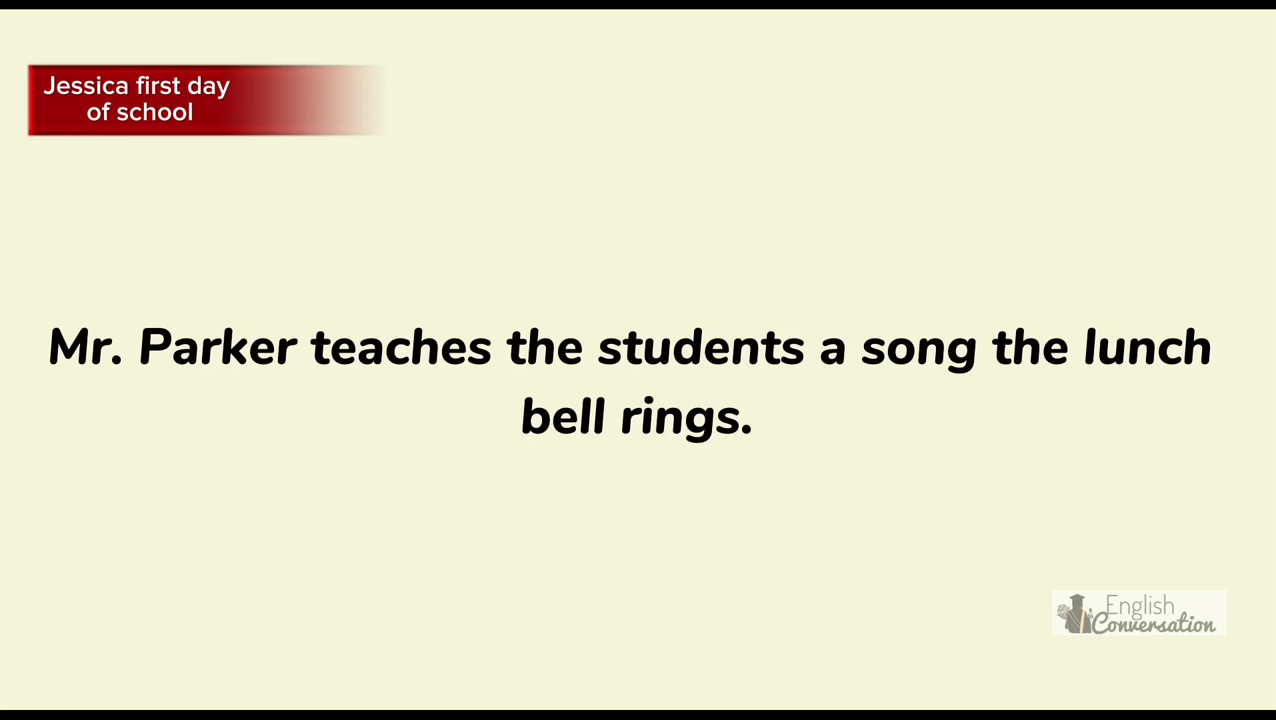 Jessica first day
of school
Mr. Parker teaches the students a song the lunch
bell rings.
English
Conversation